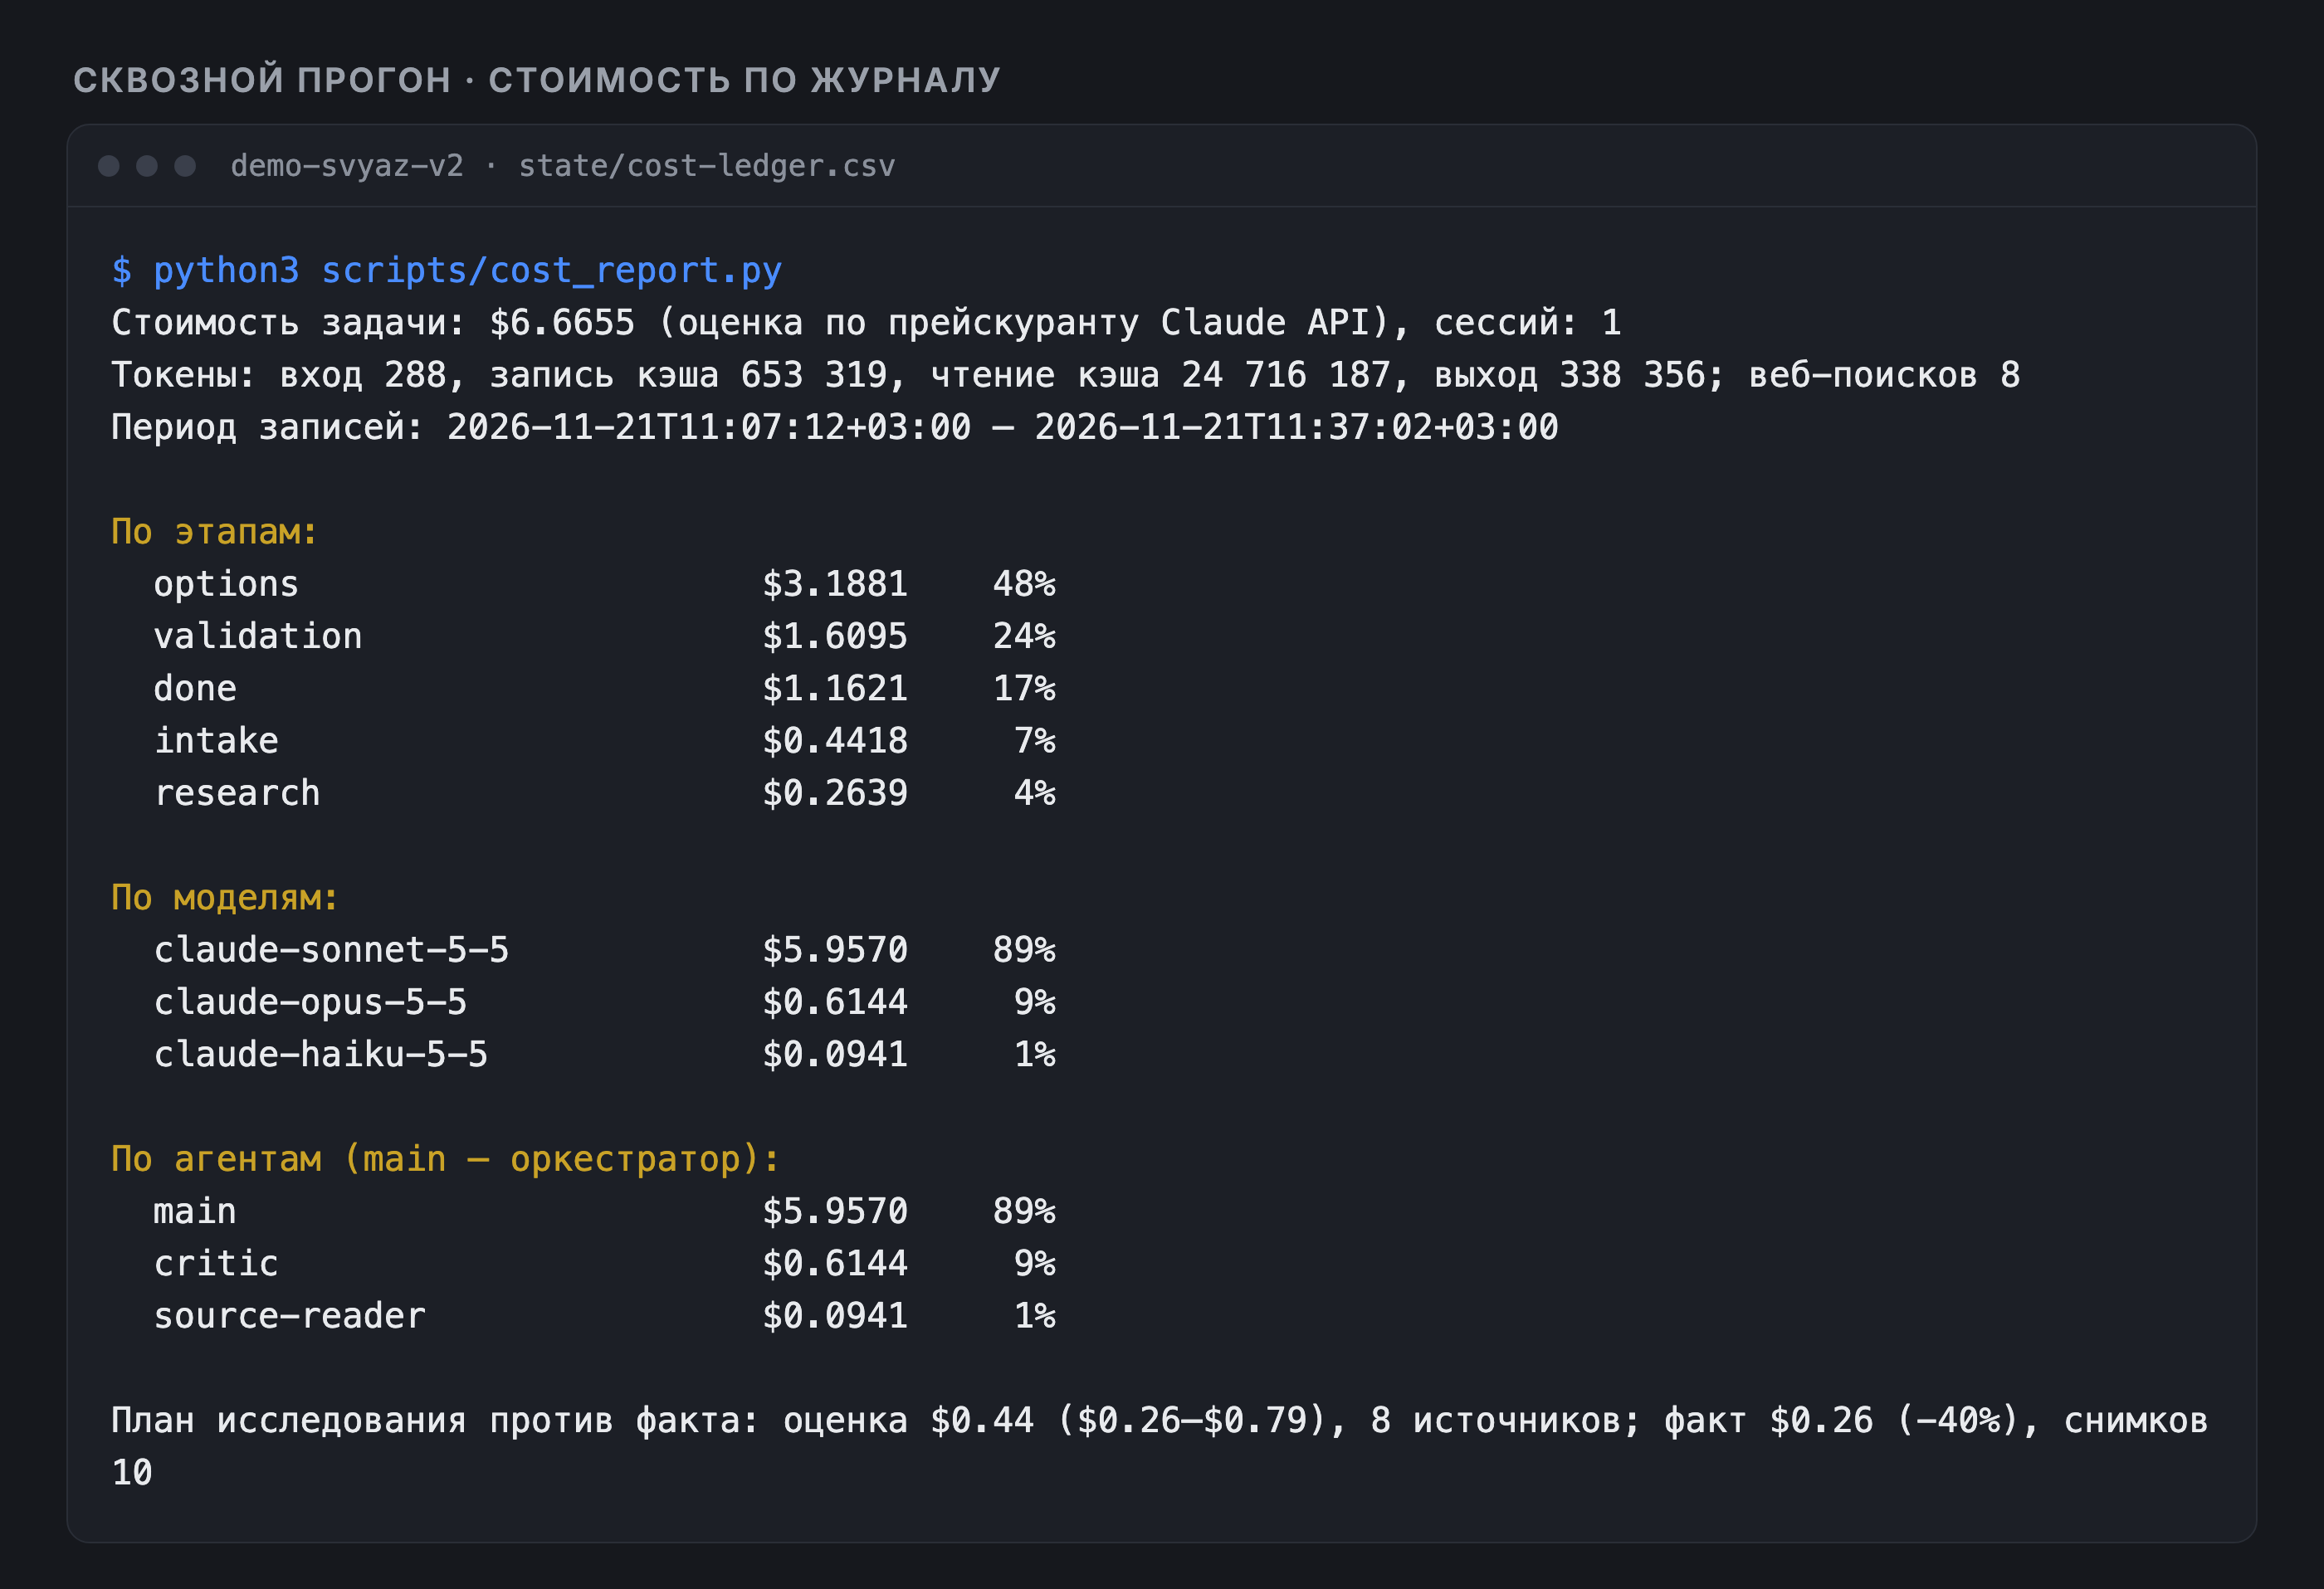 СКВОЗНОЙ ПРОГОН · СТОИМОСТЬ ПО ЖУРНАЛУ
demo-svyaz-v2 · state/cost-ledger.csv
$ python3 scripts/cost_report.py
Стоимость задачи: $6.6655 (оценка по прейскуранту Claude API), сессий: 1
Токены: вход 288, запись кэша 653 319, чтение кэша 24 716 187, выход 338 356; веб-поисков 8
Период записей: 2026-11-21T11:07:12+03:00 — 2026-11-21T11:37:02+03:00
По этапам:
options $3.1881 48%
validation $1.6095 24%
done $1.1621 17%
intake $0.4418 7%
research $0.2639 4%
По моделям:
claude-sonnet-5-5 $5.9570 89%
claude-opus-5-5 $0.6144 9%
claude-haiku-5-5 $0.0941 1%
По агентам (main — оркестратор):
main $5.9570 89%
critic $0.6144 9%
source-reader $0.0941 1%
План исследования против факта: оценка $0.44 ($0.26–$0.79), 8 источников; факт $0.26 (−40%), снимков
10